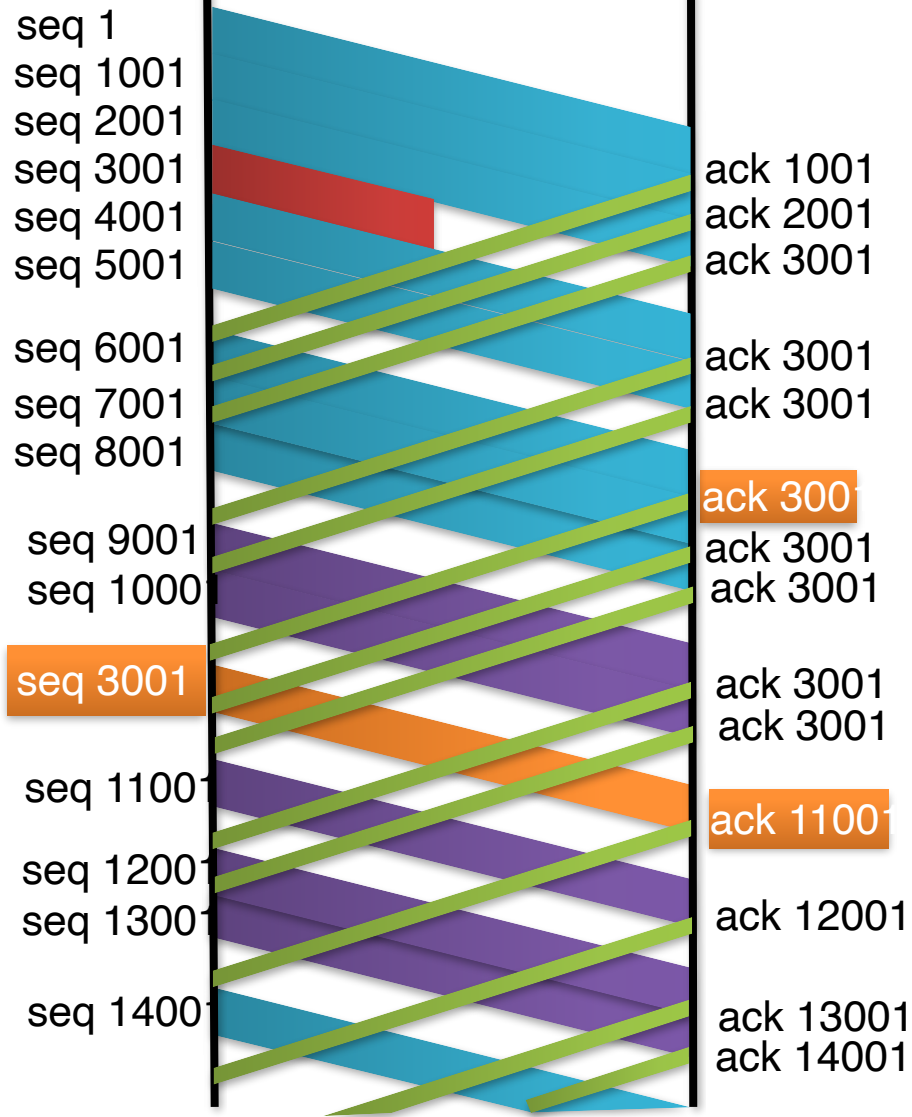 seq 1
seq 1001
seq 2001
seq 3001
seq 4001
seq 5001
seq 6001
seq 7001
seq 8001
seq 9001
seq 10001
seq 3001
seq 11001
seq 12001
seq 13001
seq 14001
ack 1001
ack 2001
ack 3001
ack 3001
ack 3001
ack 3001
ack 3001
ack 3001
ack 3001
ack 3001
ack 11001
ack 12001
ack 13001
ack 14001